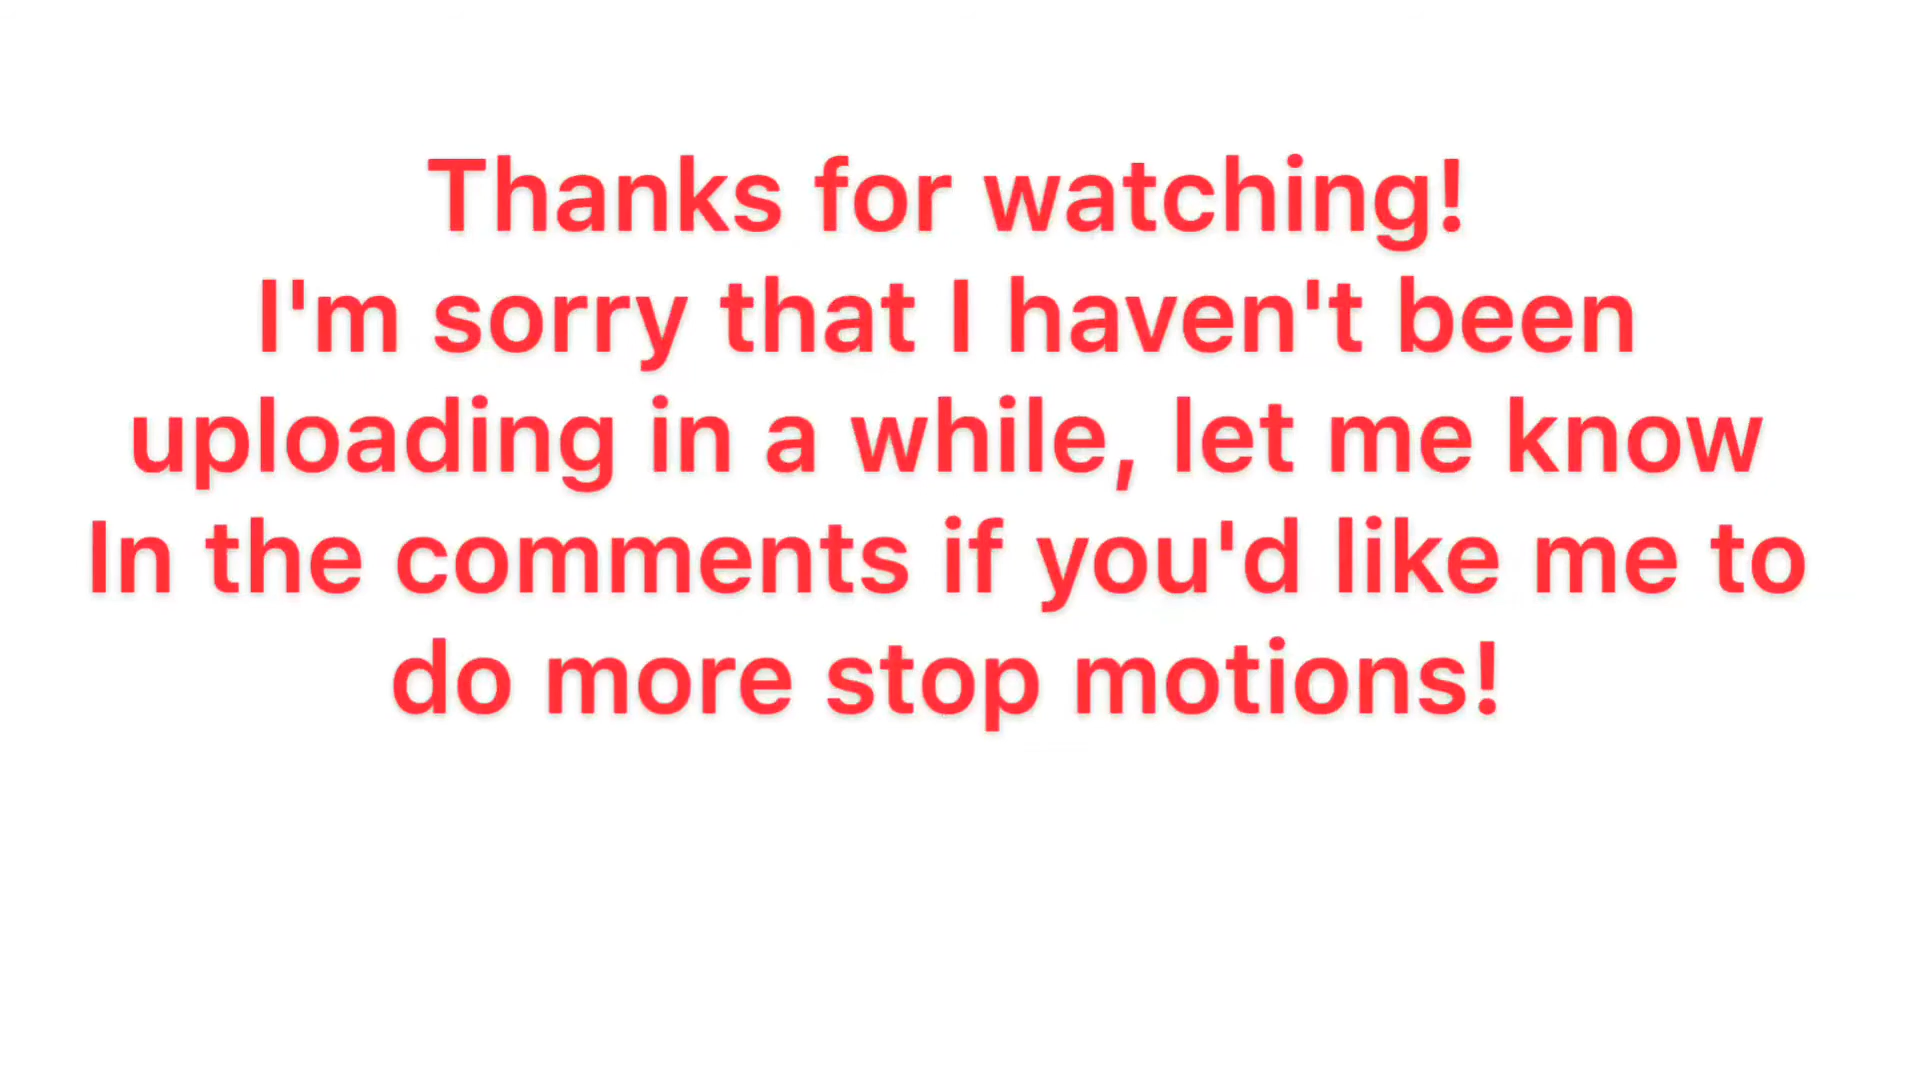 Thanks for watching!
I'm sorry that I haven't been
uploading in a while, let me know
In the comments if you'd like me to
do more stop motions!